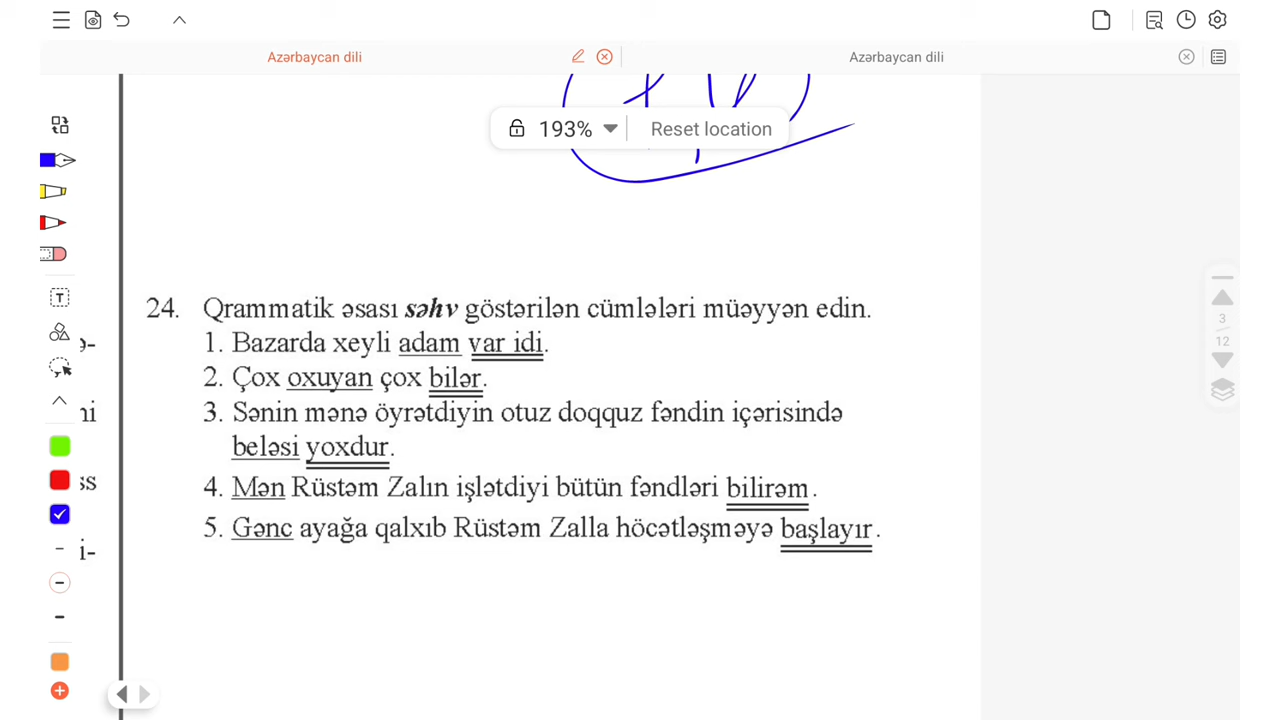 Azərbaycan dili
Azərbaycan dili
193%
Reset location
24. Qrammatik əsası səhv göstərilən cümlələri müəyyən edin.
1. Bazarda xeyli adam var idi.
2. Çox oxuyan çox bilər.
3. Sənin mənə öyrətdiyin otuz doqquz fəndin içərisində
beləsi yoxdur.
4. Mən Rüstəm Zalın işlətdiyi bütün fəndləri bilirəm.
5. Gənc ayağa qalxıb Rüstəm Zalla höcətləşməyə başlayır.
ə-
ni
ss
i-
3
12